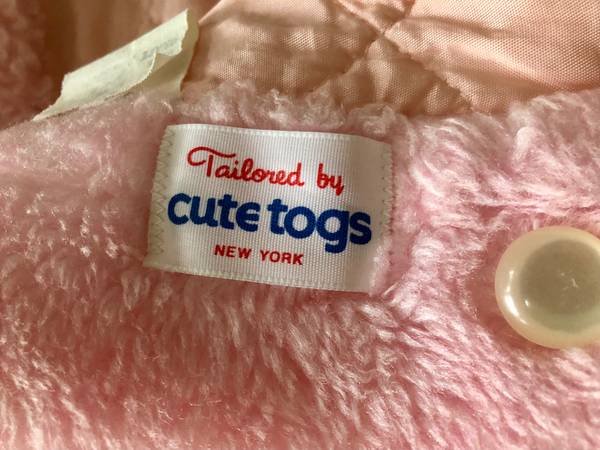 Tailored by
cute togs
NEW YORK